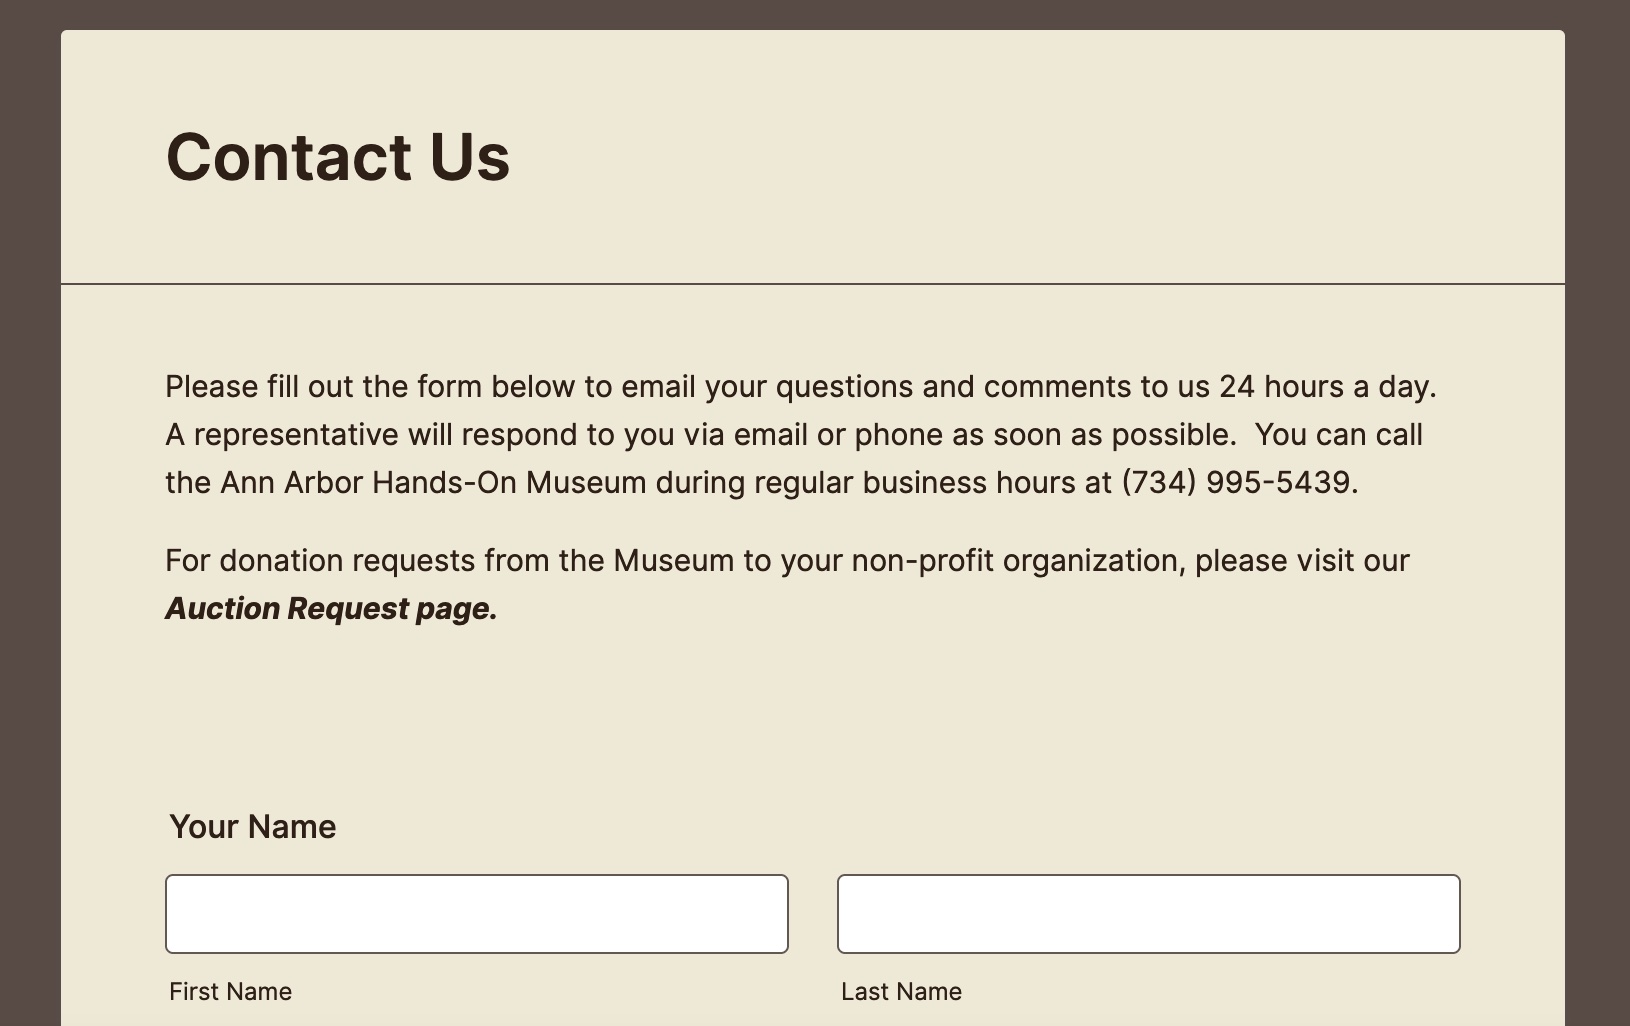 Contact Us
Please fill out the form below to email your questions and comments to us 24 hours a day.
A representative will respond to you via email or phone as soon as possible.  You can call
the Ann Arbor Hands-On Museum during regular business hours at (734) 995-5439.
For donation requests from the Museum to your non-profit organization, please visit our
Auction Request page.
Your Name
First Name
Last Name